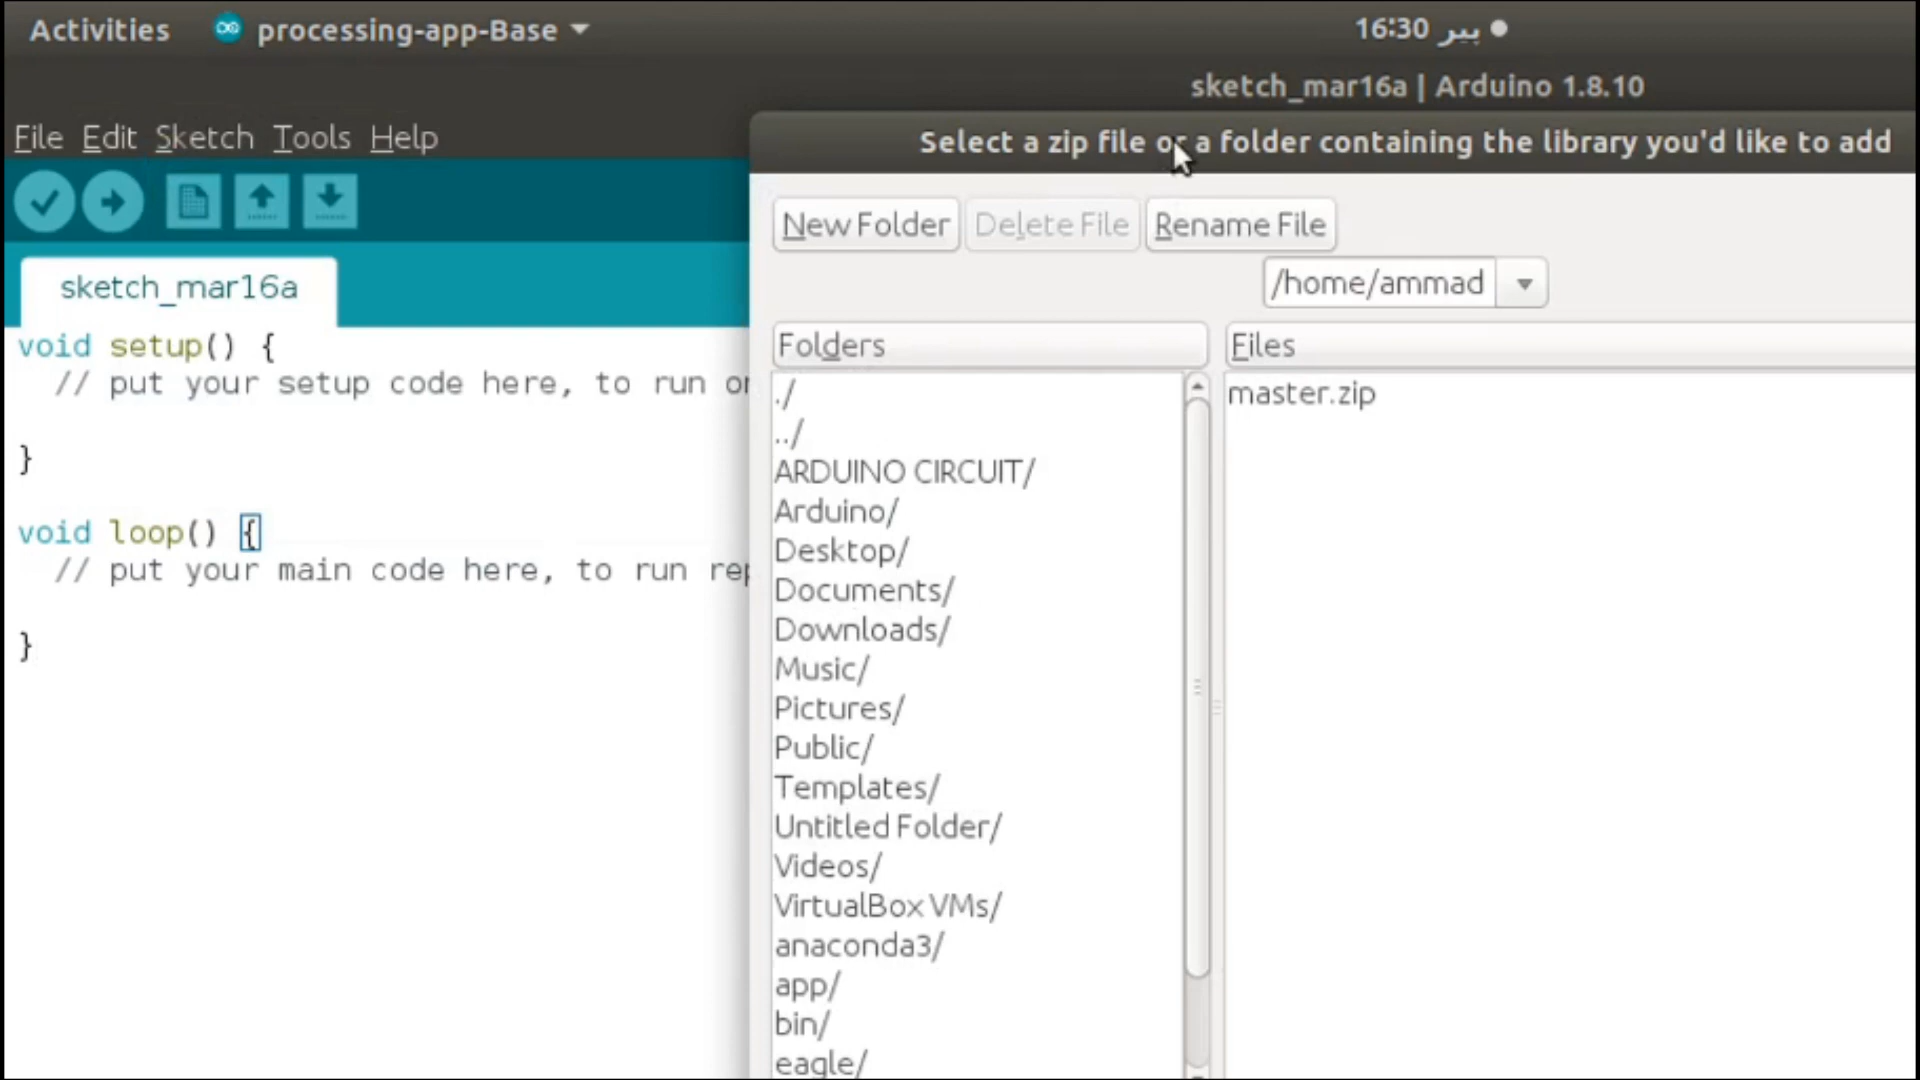 Activities processing-app-Base 16:30 پیر
sketch_mar16a | Arduino 1.8.10
File Edit Sketch Tools Help
Select a zip file or a folder containing the library you'd like to add
New Folder Delete File Rename File
/home/ammad
sketch_mar16a
void setup() {
// put your setup code here, to run
}
void loop() {
// put your main code here, to run
}
Folders
./
../
ARDUINO CIRCUIT/
Arduino/
Desktop/
Documents/
Downloads/
Music/
Pictures/
Public/
Templates/
Untitled Folder/
Videos/
VirtualBox VMs/
anaconda3/
app/
bin/
eagle/
Files
master.zip